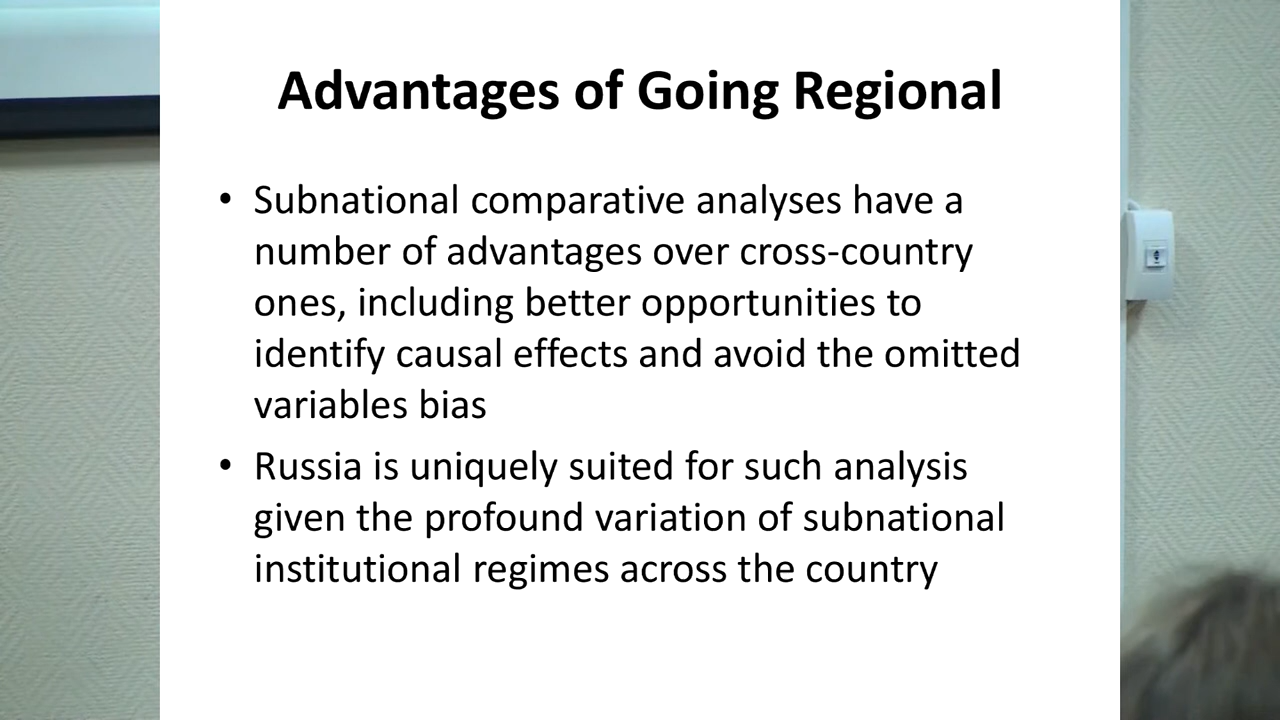 Advantages of Going Regional
• Subnational comparative analyses have a
number of advantages over cross-country
ones, including better opportunities to
identify causal effects and avoid the omitted
variables bias
• Russia is uniquely suited for such analysis
given the profound variation of subnational
institutional regimes across the country